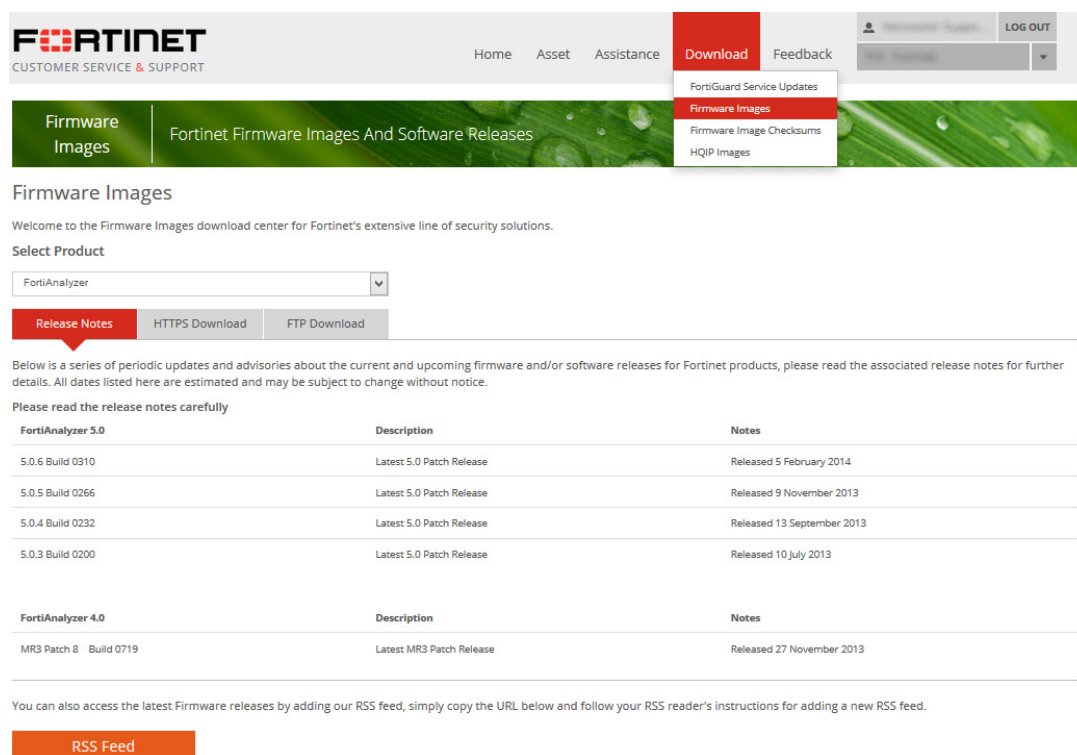 FORTINET
CUSTOMER SERVICE & SUPPORT
Home Asset Assistance Download Feedback
LOG OUT
FortiGuard Service Updates
Firmware Images
Firmware Image Checksums
HQIP Images
Firmware
Images
Fortinet Firmware Images And Software Releases
Firmware Images
Welcome to the Firmware Images download center for Fortinet's extensive line of security solutions.
Select Product
FortiAnalyzer
Release Notes HTTPS Download FTP Download
Below is a series of periodic updates and advisories about the current and upcoming firmware and/or software releases for Fortinet products, please read the associated release notes for further
details. All dates listed here are estimated and may be subject to change without notice.
Please read the release notes carefully
FortiAnalyzer 5.0 Description Notes
5.0.6 Build 0310 Latest 5.0 Patch Release Released 5 February 2014
5.0.5 Build 0266 Latest 5.0 Patch Release Released 9 November 2013
5.0.4 Build 0232 Latest 5.0 Patch Release Released 13 September 2013
5.0.3 Build 0200 Latest 5.0 Patch Release Released 10 July 2013
FortiAnalyzer 4.0 Description Notes
MR3 Patch 8 Build 0719 Latest MR3 Patch Release Released 27 November 2013
You can also access the latest Firmware releases by adding our RSS feed, simply copy the URL below and follow your RSS reader's instructions for adding a new RSS feed.
RSS Feed